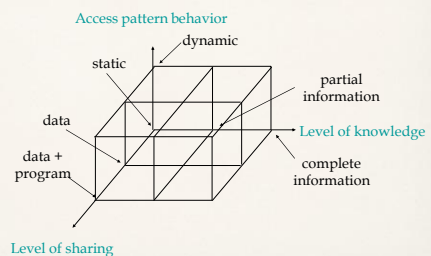 Access pattern behavior
dynamic
static
partial
information
data
Level of knowledge
data +
program
complete
information
Level of sharing